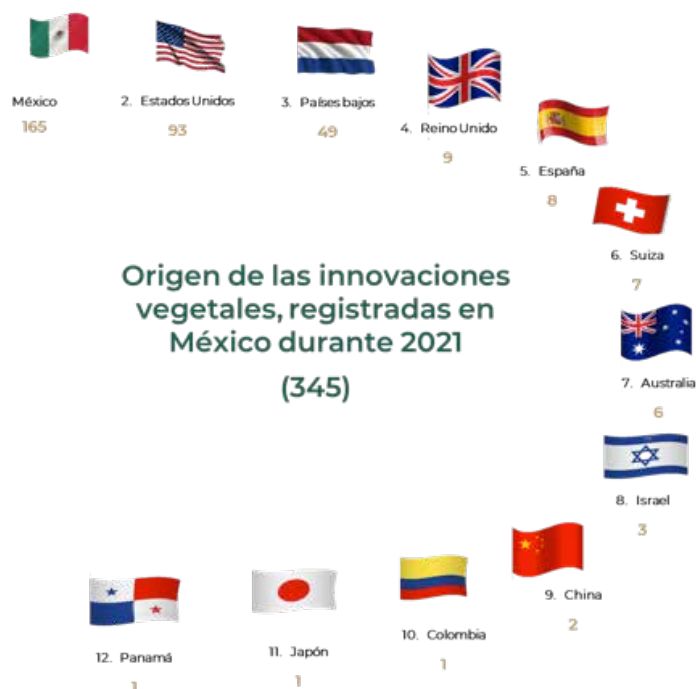 México
165
2. Estados Unidos
93
3. Países bajos
49
4. Reino Unido
9
5. España
8
6. Suiza
7
7. Australia
6
8. Israel
3
9. China
2
10. Colombia
1
11. Japón
1
12. Panamá
1
Origen de las innovaciones
vegetales, registradas en
México durante 2021
(345)